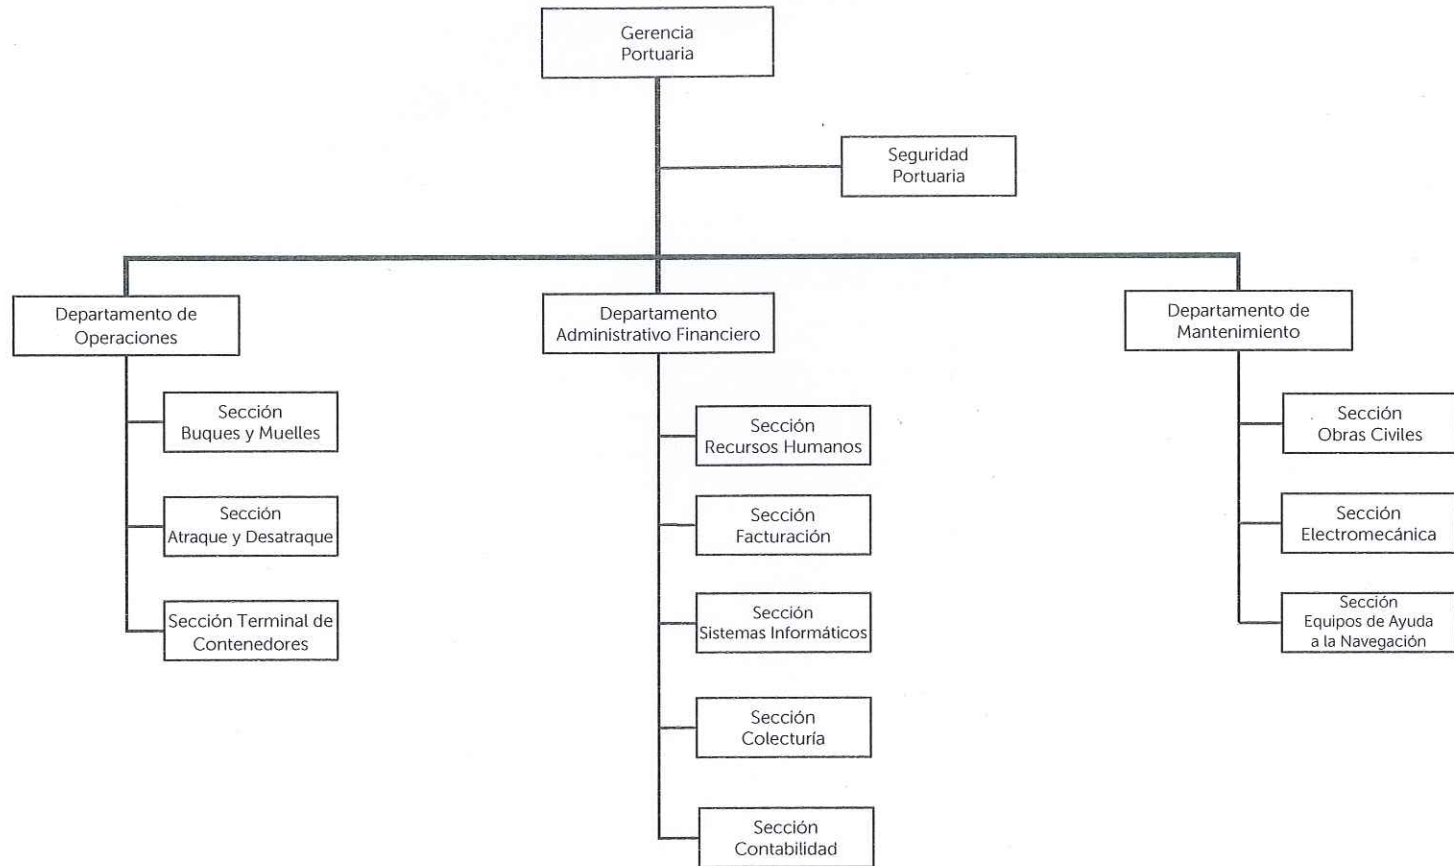 Gerencia
Portuaria
Seguridad
Portuaria
Departamento de
Operaciones
Departamento
Administrativo Financiero
Departamento de
Mantenimiento
Sección
Buques y Muelles
Sección
Atraque y Desatraque
Sección Terminal de
Contenedores
Sección
Recursos Humanos
Sección
Facturación
Sección
Sistemas Informáticos
Sección
Colecturía
Sección
Contabilidad
Sección
Obras Civiles
Sección
Electromecánica
Sección
Equipos de Ayuda
a la Navegación